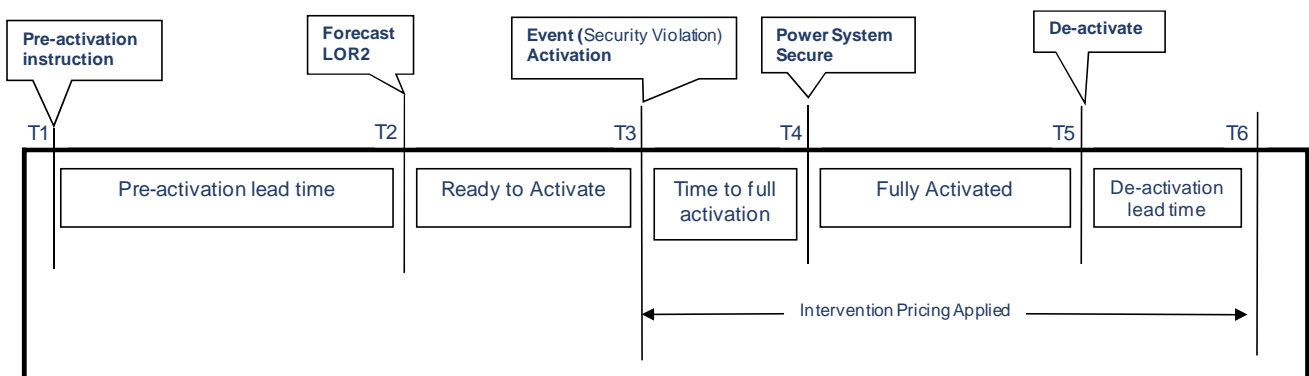 Pre-activation
instruction
Forecast
LOR2
Event (Security Violation)
Activation
Power System
Secure
De-activate
T1
T2
T3
T4
T5
T6
Pre-activation lead time
Ready to Activate
Time to full
activation
Fully Activated
De-activation
lead time
Intervention Pricing Applied